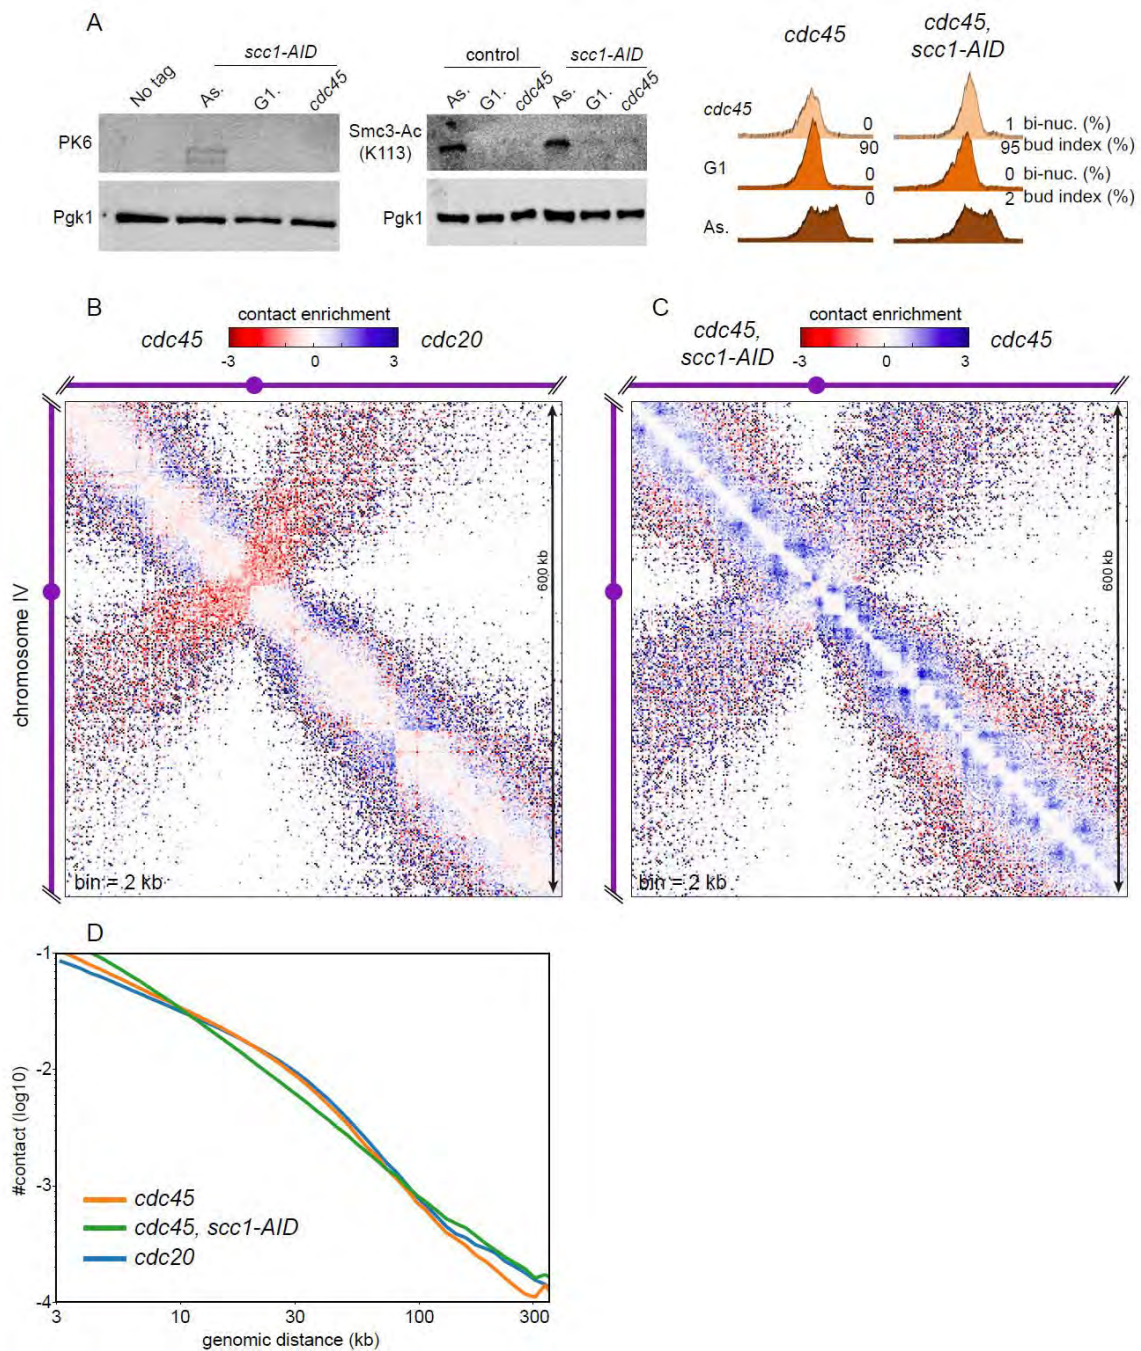 A
scc1-AID
No tag
As.
G1.
cdc45
PK6
Pgk1
control
scc1-AID
As.
G1.
cdc45
As.
G1.
cdc45
Smc3-Ac
(K113)
Pgk1
cdc45
cdc45,
scc1-AID
cdc45
0
1 bi-nuc. (%)
90
95 bud index (%)
G1
0
0 bi-nuc. (%)
0
2 bud index (%)
As.
B
contact enrichment
cdc45
cdc20
-3 0 3
chromosome IV
600 kb
bin = 2 kb
C
contact enrichment
cdc45,
scc1-AID
cdc45
-3 0 3
600 kb
bin = 2 kb
D
#contact (log10)
-1
-2
-3
-4
cdc45
cdc45, scc1-AID
cdc20
3 10 30 100 300
genomic distance (kb)